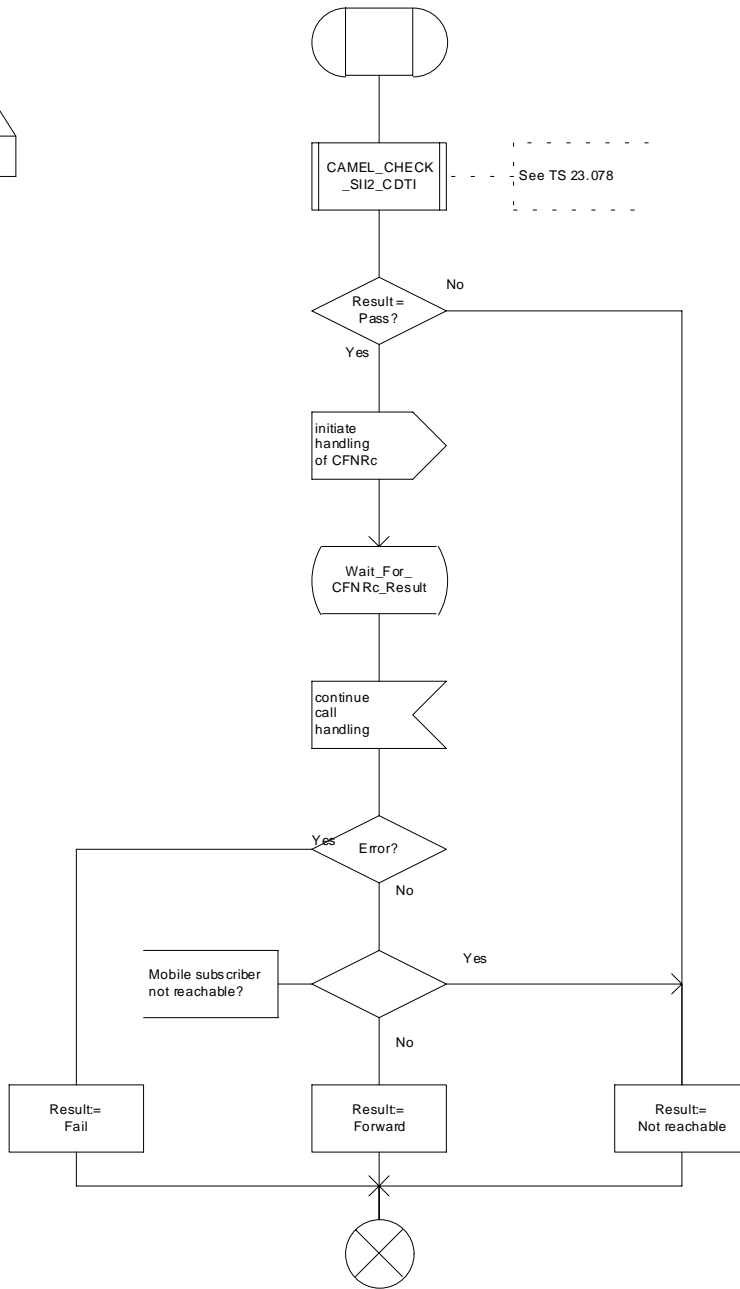 CAMEL_CHECK
_SII2_CDTI
See TS 23.078
No
Result =
Pass?
Yes
initiate
handling
of CFNRc
Wait_For_
CFNRc_Result
continue
call
handling
Yes
Error?
No
Yes
Mobile subscriber
not reachable?
No
Result:=
Fail
Result:=
Forward
Result:=
Not reachable